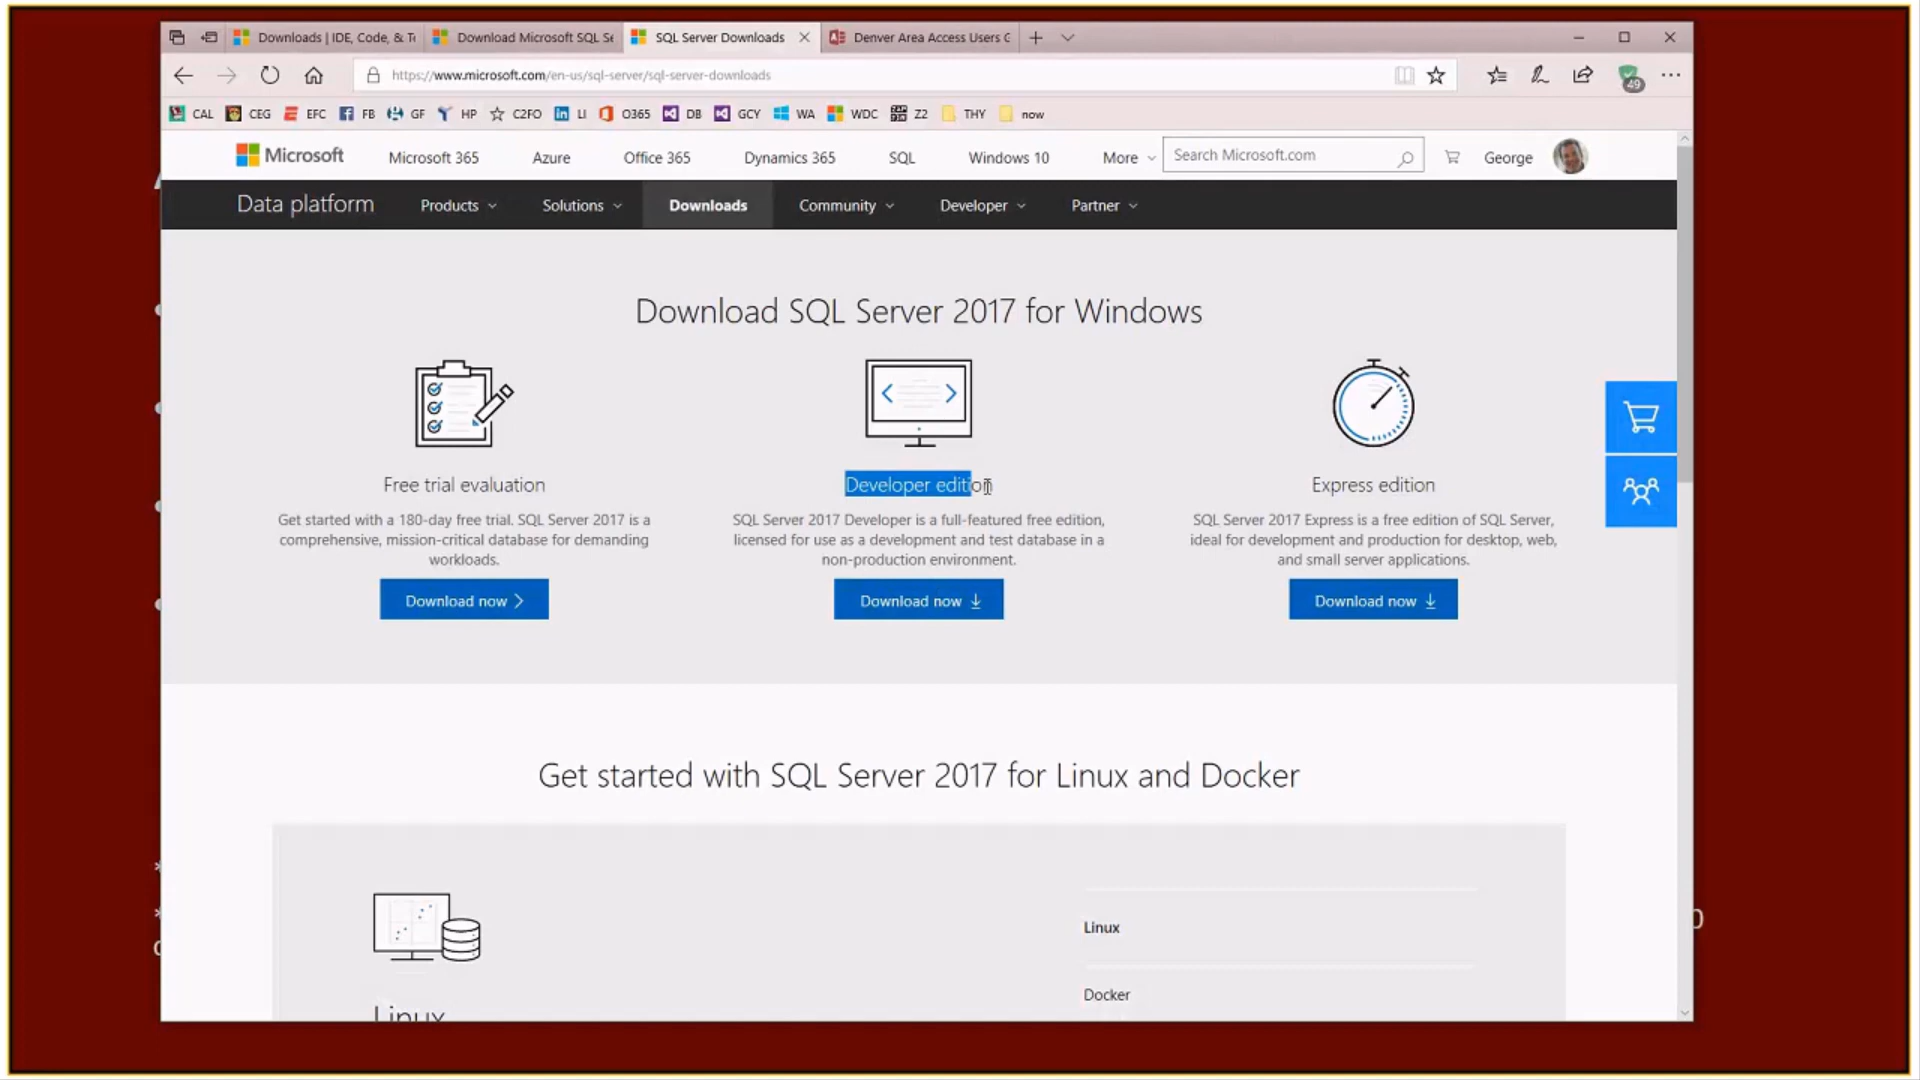 Downloads | IDE, Code, & Te
Download Microsoft SQL Se
SQL Server Downloads
Denver Area Access Users G
https://www.microsoft.com/en-us/sql-server/sql-server-downloads
49
CAL CEG EFC FB GF HP C2FO LI O365 DB GCY WA WDC Z2 THY now
Microsoft Microsoft 365 Azure Office 365 Dynamics 365 SQL Windows 10 More Search Microsoft.com George
Data platform Products Solutions Downloads Community Developer Partner
Download SQL Server 2017 for Windows
Free trial evaluation
Get started with a 180-day free trial. SQL Server 2017 is a
comprehensive, mission-critical database for demanding
workloads.
Download now
Developer edition
SQL Server 2017 Developer is a full-featured free edition,
licensed for use as a development and test database in a
non-production environment.
Download now
Express edition
SQL Server 2017 Express is a free edition of SQL Server,
ideal for development and production for desktop, web,
and small server applications.
Download now
Get started with SQL Server 2017 for Linux and Docker
Linux
Docker
Linux